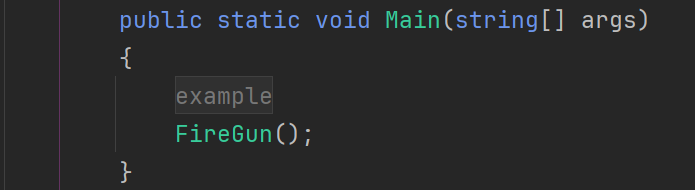 public static void Main(string[] args)
{
example
FireGun();
}